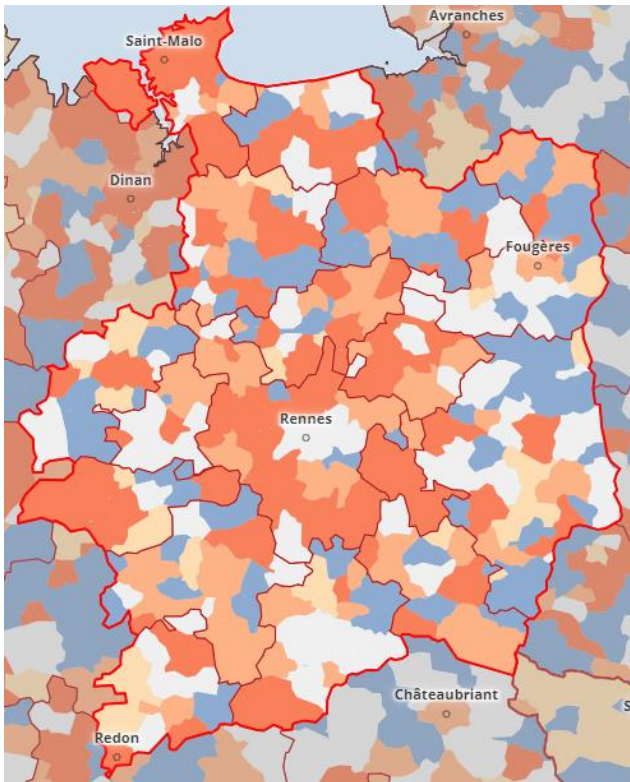 Avranches
Saint-Malo
Dinan
Fougères
Rennes
Châteaubriant
S
Redon